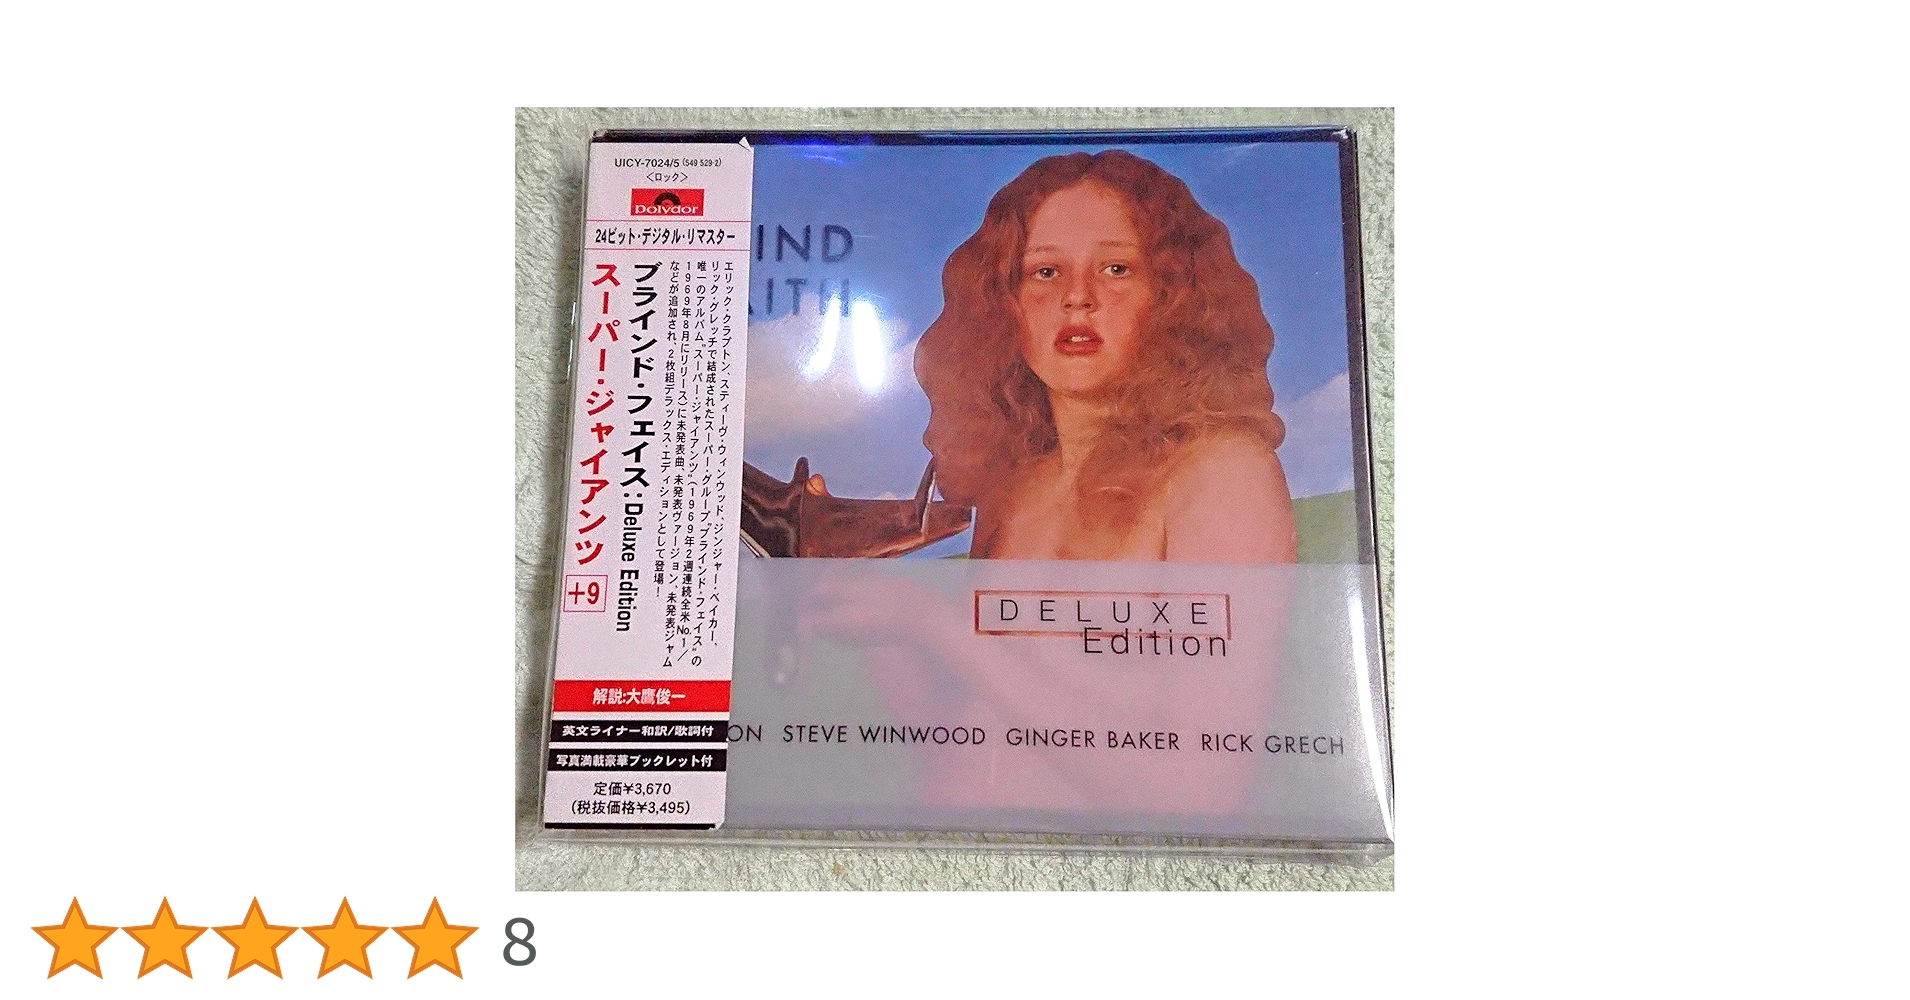 UICY-7024/5 (549 529-2)
<ロック>
polydor
24ビット・デジタル・リマスター
エリック・クラプトン、スティーヴ・ウィンウッド、ジンジャー・ベイカー、
リック・グレッチで結成されたスーパー・グループ“ブラインド・フェイス”の
唯一のアルバム“スーパー・ジャイアンツ”(1969年2週連続全米No.1/
1969年8月にリリース)に未発表曲、未発表ヴァージョン、未発表ジャム
などが追加され、2枚組デラックス・エディションとして登場!
ブラインド・フェイス:Deluxe Edition
スーパー・ジャイアンツ
+9
解説:大鷹俊一
英文ライナー和訳/歌詞付
写真満載豪華ブックレット付
定価¥3,670
(税抜価格¥3,495)
IND
AITH
DELUXE
Edition
ON STEVE WINWOOD GINGER BAKER RICK GRECH
8